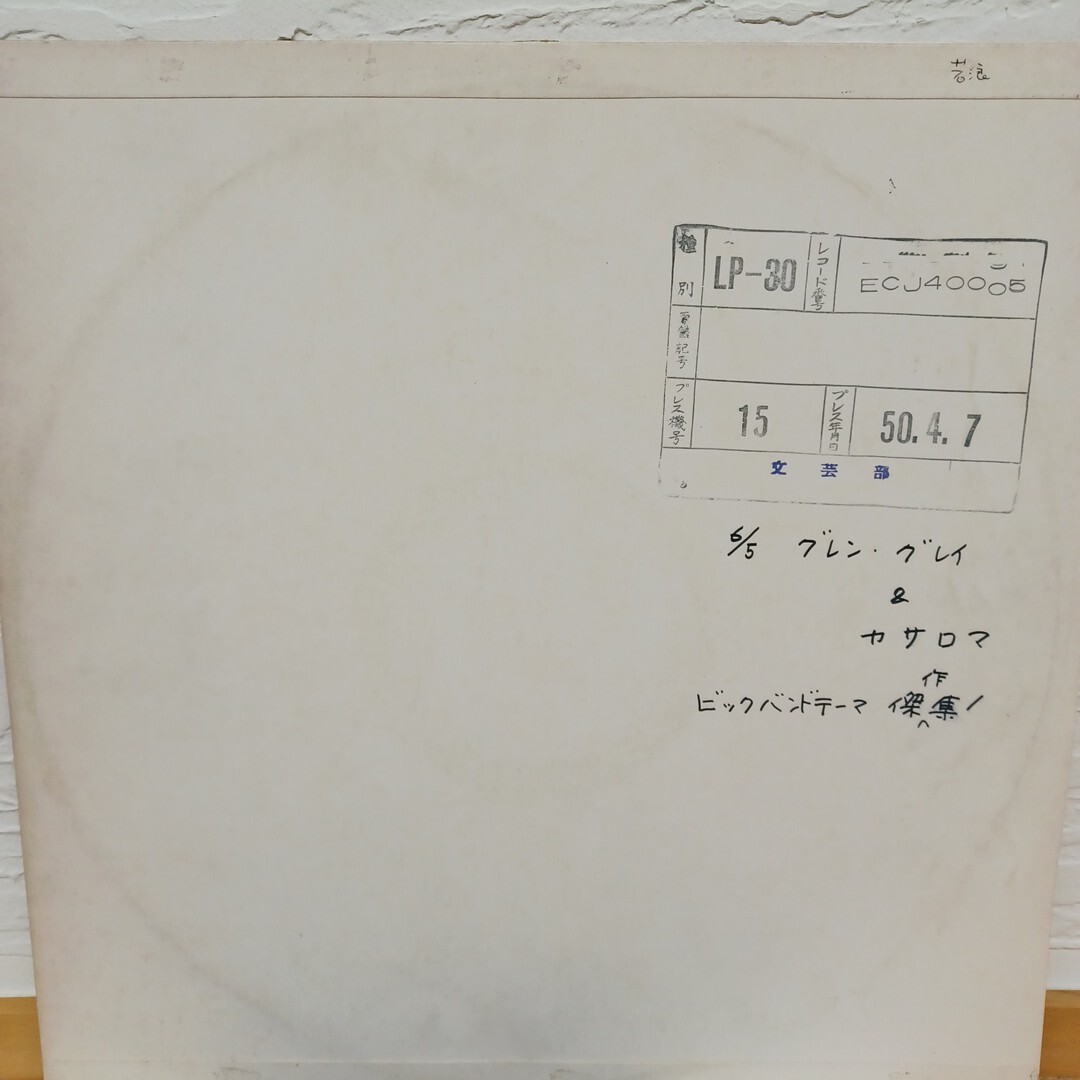 種別 LP-30 レコード番号 ECJ40005
記号
プレス機号 15 プレス年月日 50.4.7
文芸部
6/5 グレン・グレイ
&
カサロマ
ビックバンドテーマ 傑作集!